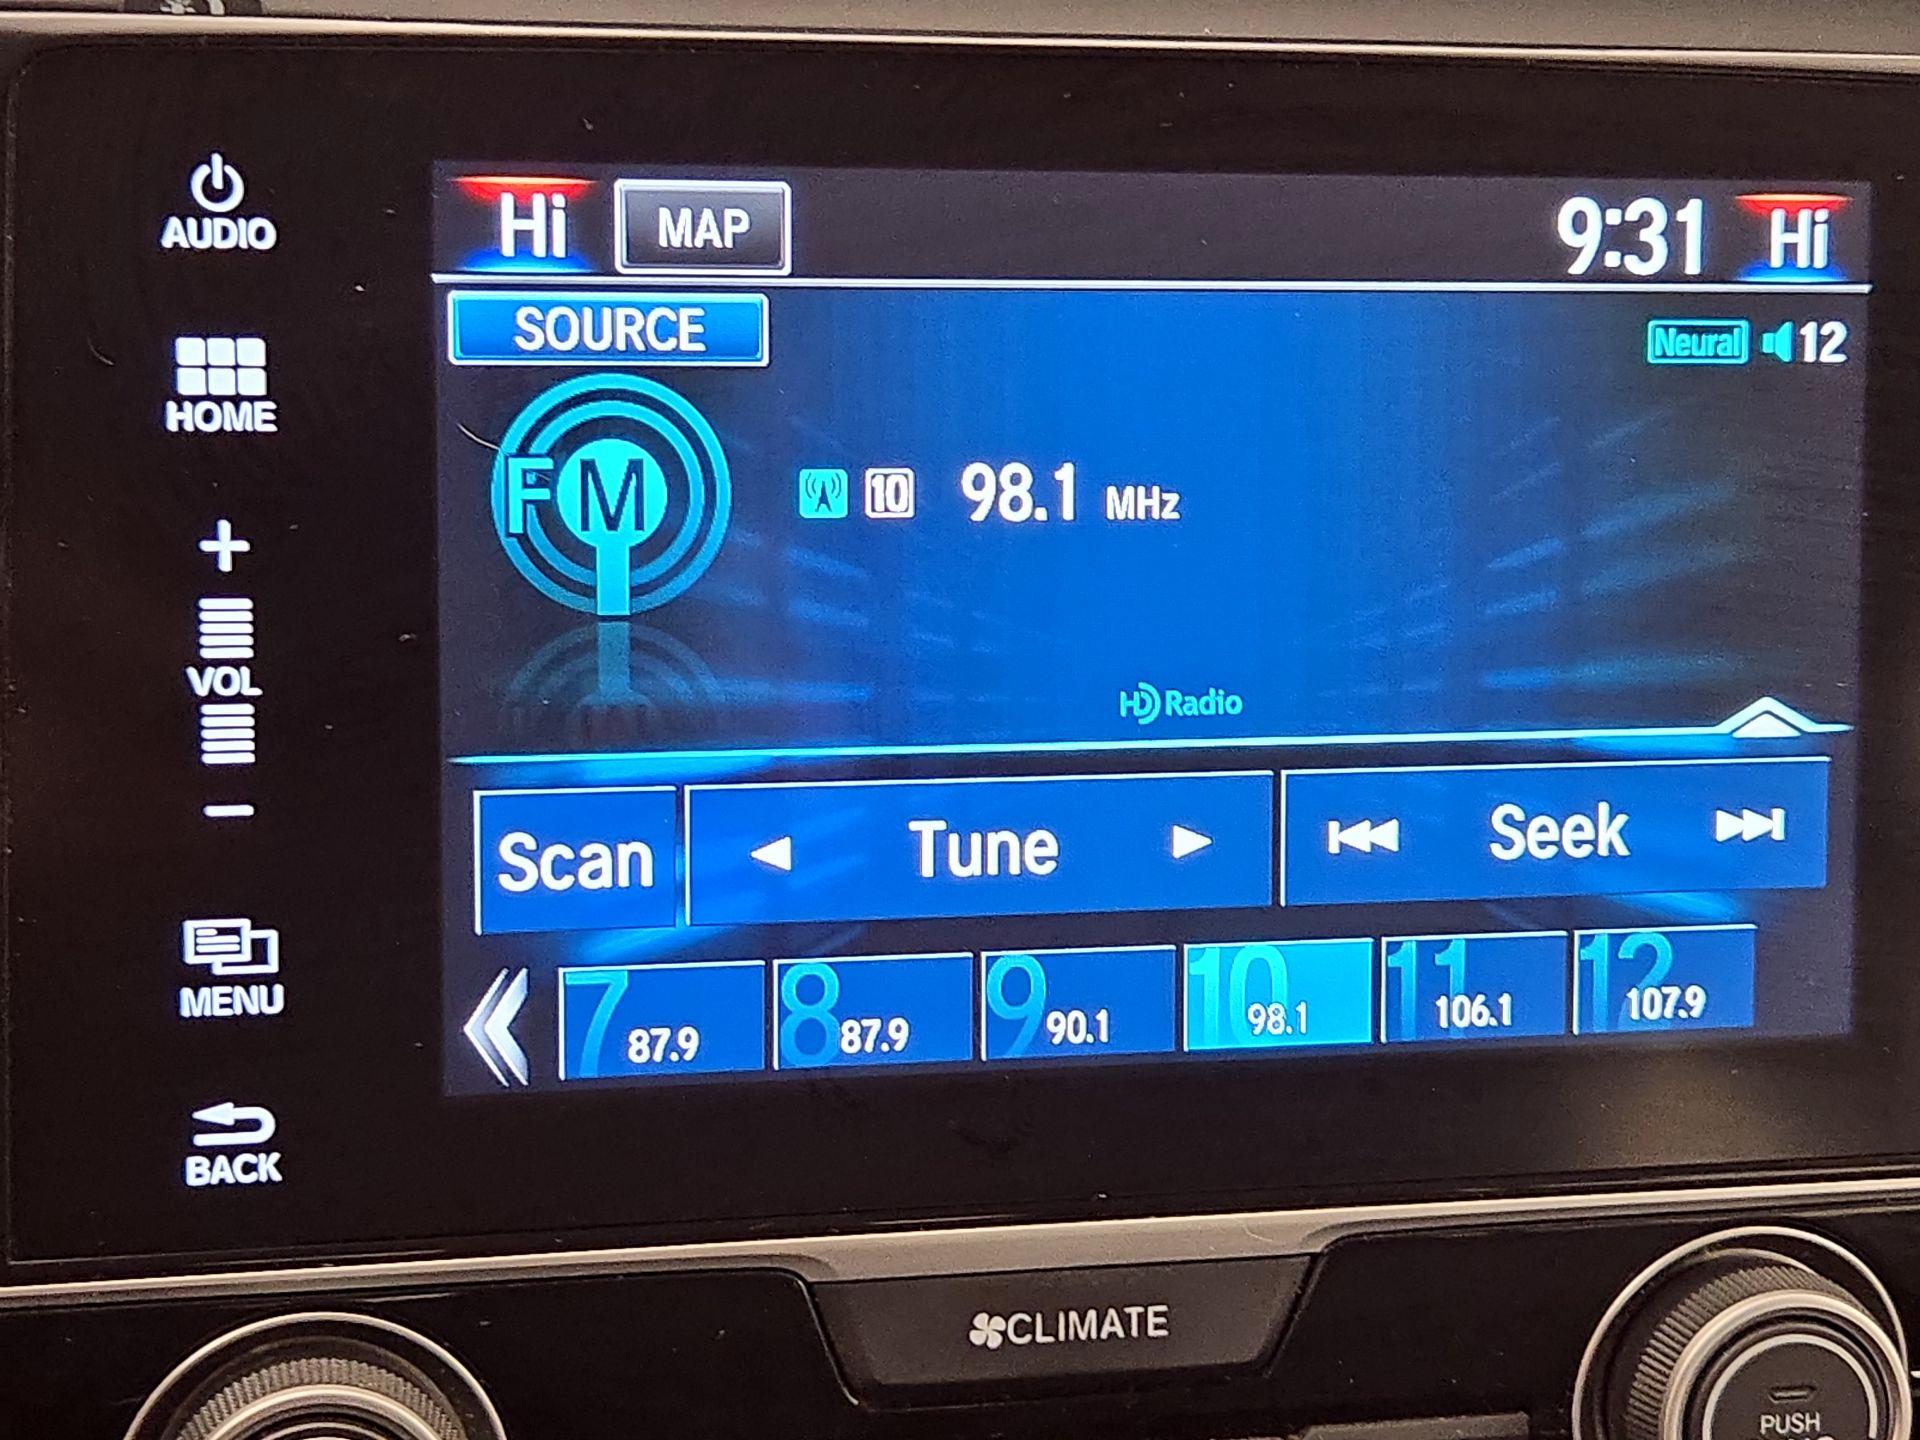 AUDIO
Hi MAP 9:31 Hi
SOURCE
Neural 12
HOME
FM 10 98.1 MHz
VOL
HD Radio
Scan Tune Seek
MENU
7 87.9 8 87.9 9 90.1 10 98.1 11 106.1 12 107.9
BACK
CLIMATE
PUSH